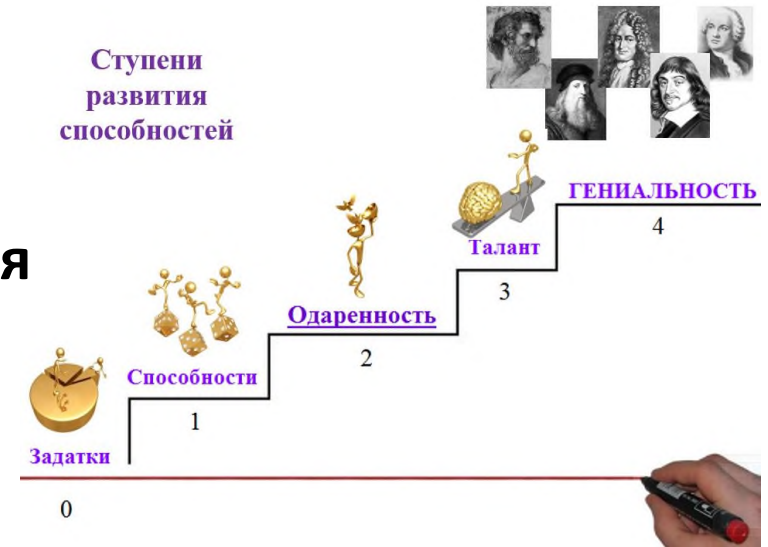 Ступени
развития
способностей
ГЕНИАЛЬНОСТЬ
4
Талант
3
я
Одаренность
2
Способности
1
Задатки
0